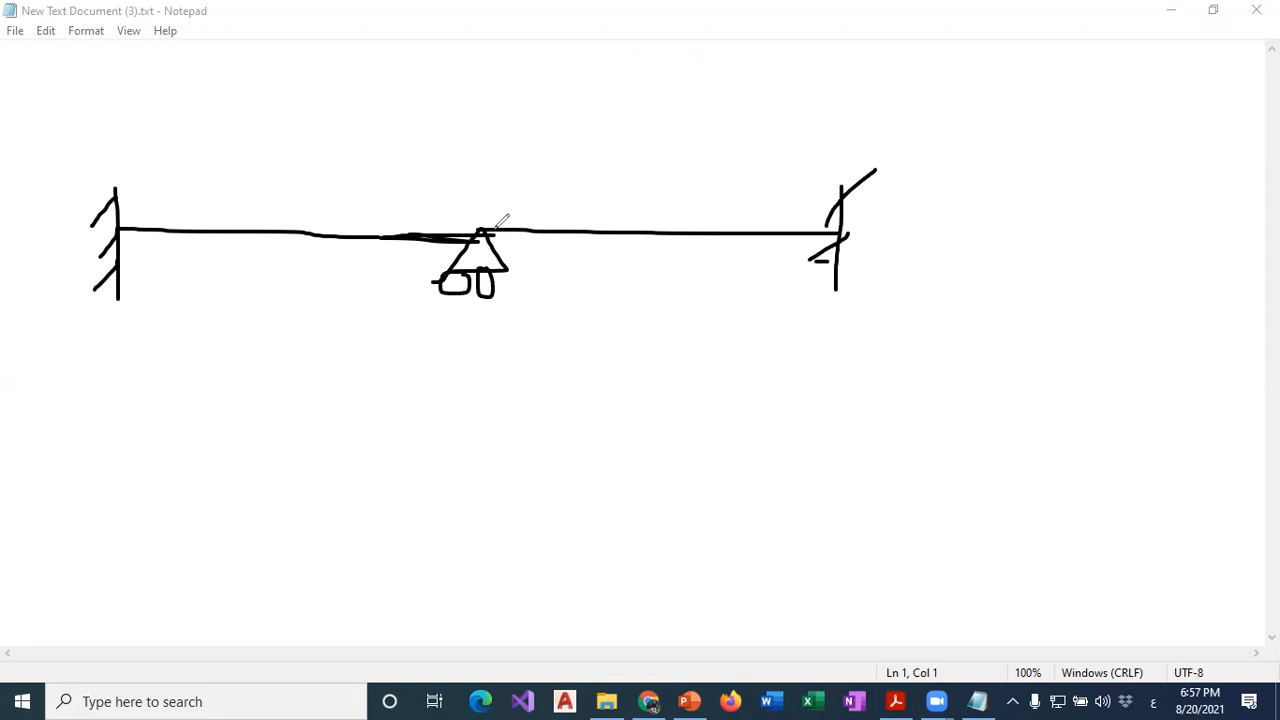 New Text Document (3).txt - Notepad
File Edit Format View Help
Ln 1, Col 1 100% Windows (CRLF) UTF-8
Type here to search
ع 6:57 PM
8/20/2021